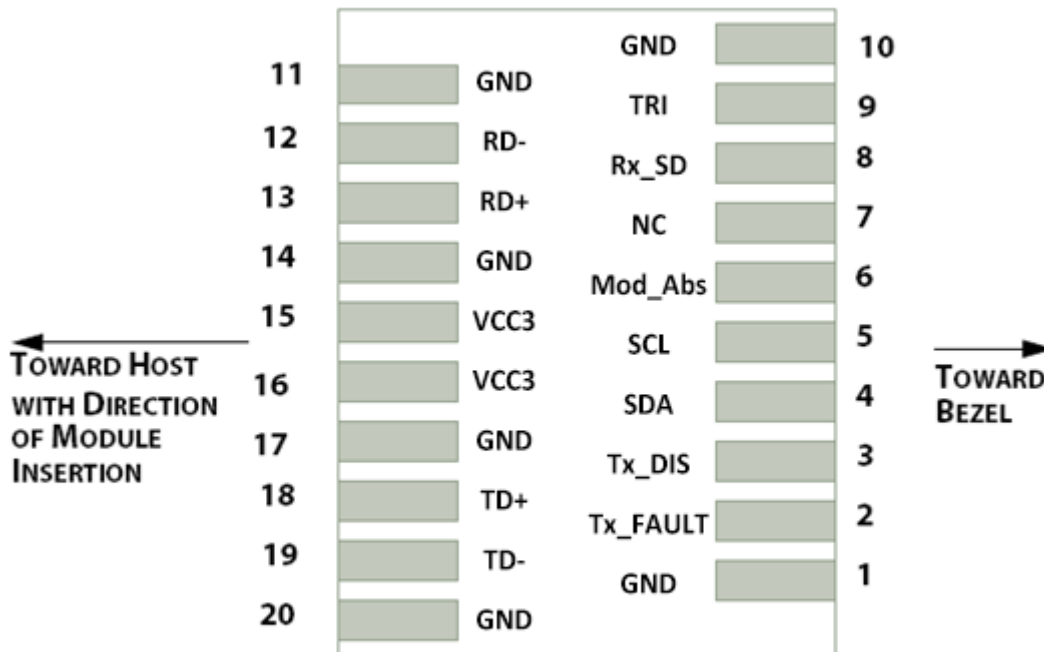 11 GND
12 RD-
13 RD+
14 GND
15 VCC3
16 VCC3
17 GND
18 TD+
19 TD-
20 GND
GND 10
TRI 9
Rx_SD 8
NC 7
Mod_Abs 6
SCL 5
SDA 4
Tx_DIS 3
Tx_FAULT 2
GND 1
TOWARD HOST
WITH DIRECTION
OF MODULE
INSERTION
TOWARD
BEZEL